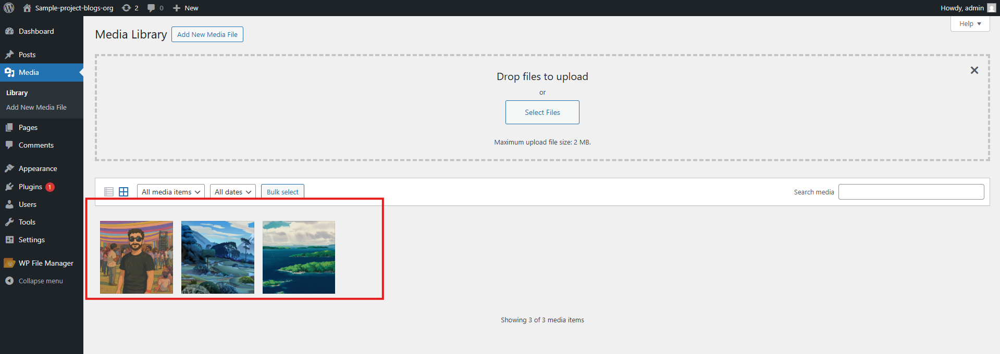 Sample-project-blogs-org 2 0 New Howdy, admin
Help
Dashboard
Posts
Media
Library
Add New Media File
Pages
Comments
Appearance
Plugins 1
Users
Tools
Settings
WP File Manager
Collapse menu
Media Library Add New Media File
Drop files to upload
or
Select Files
Maximum upload file size: 2 MB.
All media items All dates Bulk select Search media
Showing 3 of 3 media items